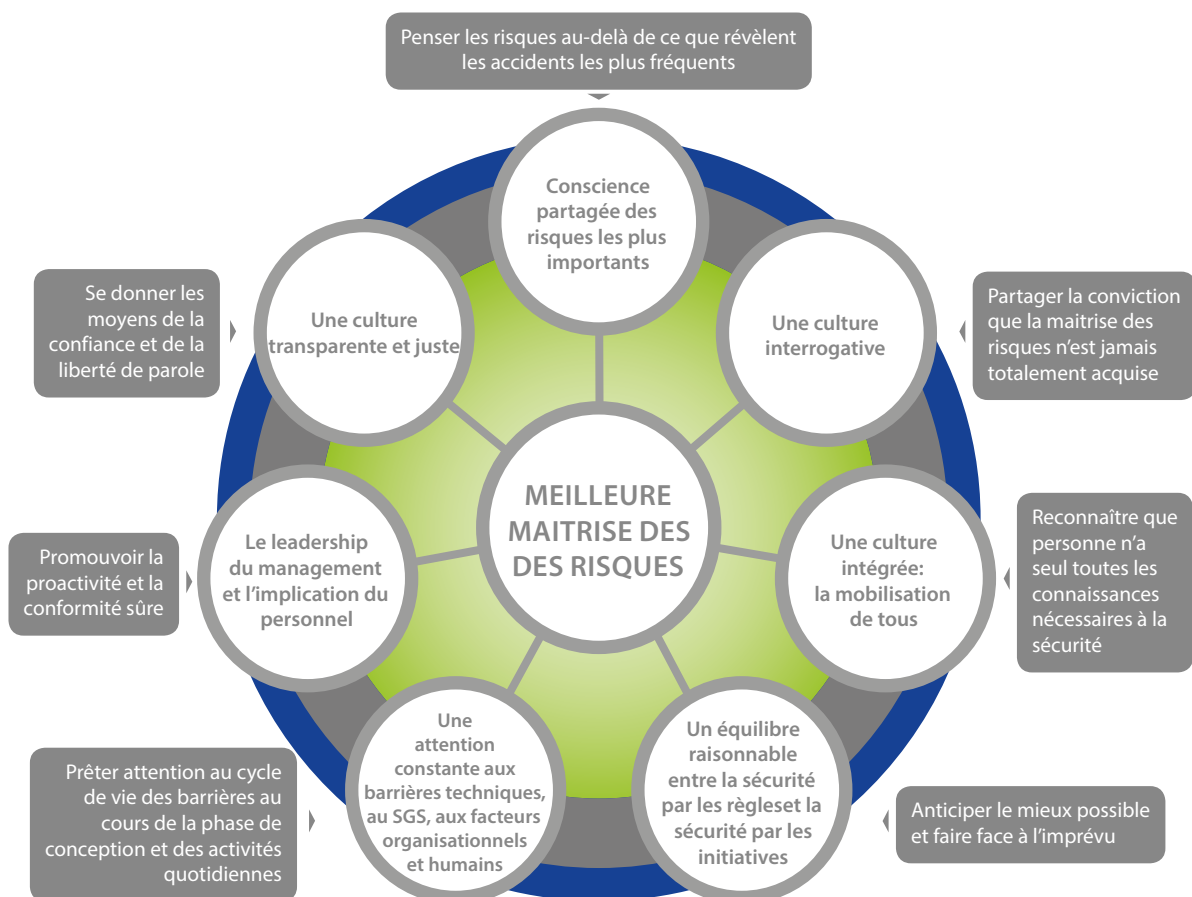 Penser les risques au-delà de ce que révèlent
les accidents les plus fréquents
Conscience
partagée des
risques les plus
importants
Se donner les
moyens de la
confiance et de la
liberté de parole
Une culture
transparente et juste
Une culture
interrogative
Partager la conviction
que la maitrise des
risques n’est jamais
totalement acquise
MEILLEURE
MAITRISE DES
DES RISQUES
Promouvoir la
proactivité et la
conformité sûre
Le leadership
du management
et l’implication du
personnel
Une culture
intégrée:
la mobilisation
de tous
Reconnaître que
personne n’a
seul toutes les
connaissances
nécessaires à la
sécurité
Prêter attention au cycle
de vie des barrières au
cours de la phase de
conception et des activités
quotidiennes
Une
attention
constante aux
barrières techniques,
au SGS, aux facteurs
organisationnels
et humains
Un équilibre
raisonnable
entre la sécurité
par les règleset la
sécurité par les
initiatives
Anticiper le mieux possible
et faire face à l’imprévu